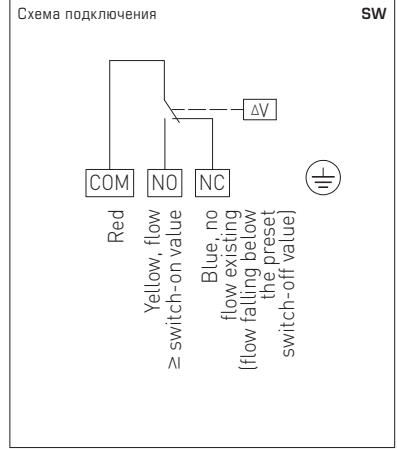 Схема подключения
SW
ΔV
COM
NO
NC
Red
Yellow, flow
≥ switch-on value
Blue, no
flow existing
(flow falling below
the preset
switch-off value)